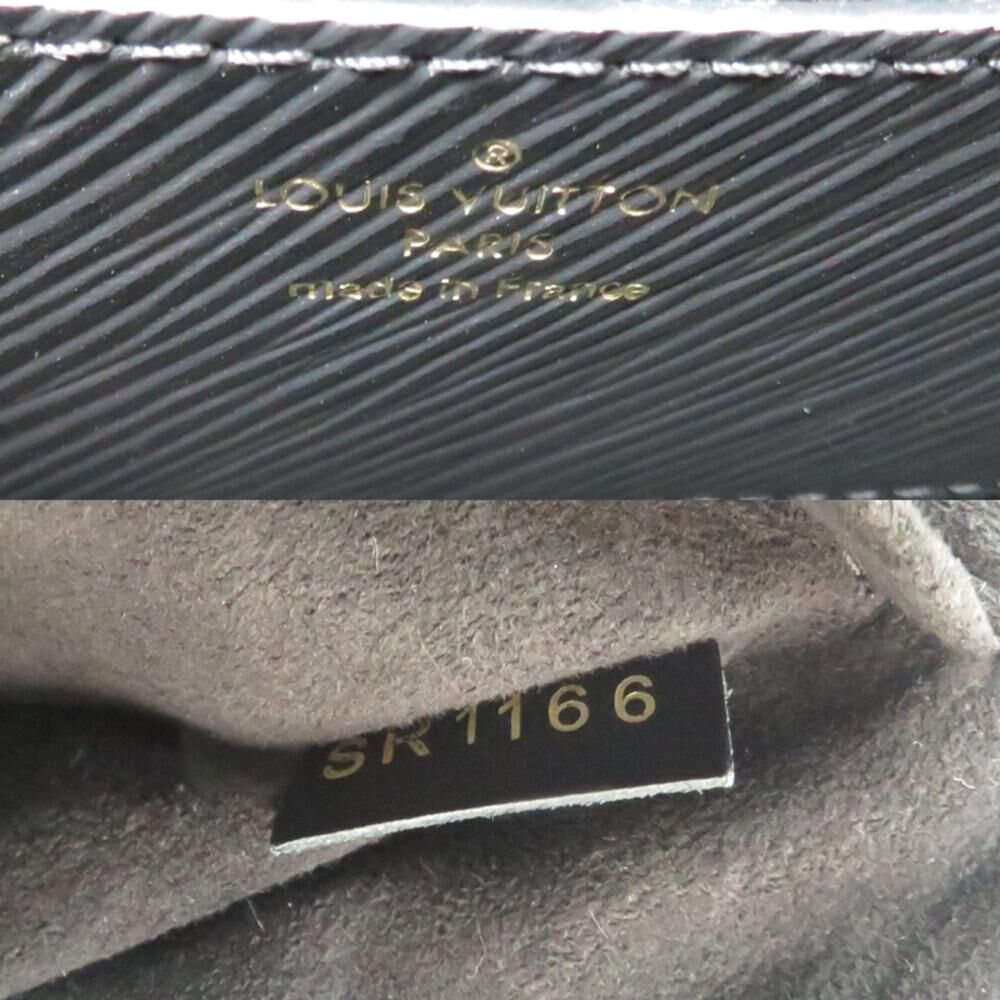 ®
LOUIS VUITTON
PARIS
made in France
SR1166